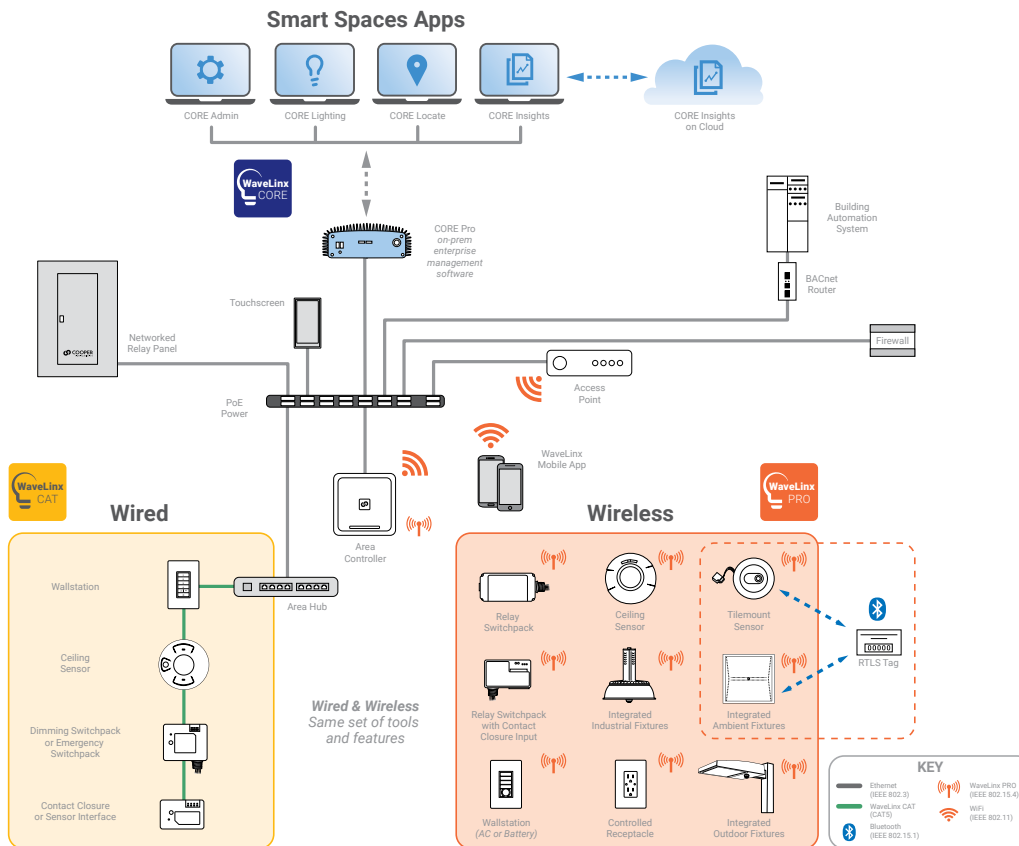 Smart Spaces Apps
CORE Admin
CORE Lighting
CORE Locate
CORE Insights
CORE Insights
on Cloud
WaveLinx
CORE
CORE Pro
on-prem
enterprise
management
software
Building
Automation
System
BACnet
Router
Touchscreen
Networked
Relay Panel
COOPER
Firewall
Access
Point
PoE
Power
WaveLinx
Mobile App
WaveLinx
CAT
Wired
Area
Controller
Wireless
WaveLinx
PRO
Wallstation
Area Hub
Ceiling
Sensor
Dimming Switchpack
or Emergency
Switchpack
Contact Closure
or Sensor Interface
Wired & Wireless
Same set of tools
and features
Relay
Switchpack
Ceiling
Sensor
Tilemount
Sensor
RTLS Tag
Relay Switchpack
with Contact
Closure Input
Integrated
Industrial Fixtures
Integrated
Ambient Fixtures
Wallstation
(AC or Battery)
Controlled
Receptacle
Integrated
Outdoor Fixtures
KEY
Ethernet
(IEEE 802.3)
WaveLinx CAT
(CAT5)
Bluetooth
(IEEE 802.15.1)
WaveLinx PRO
(IEEE 802.15.4)
WiFi
(IEEE 802.11)